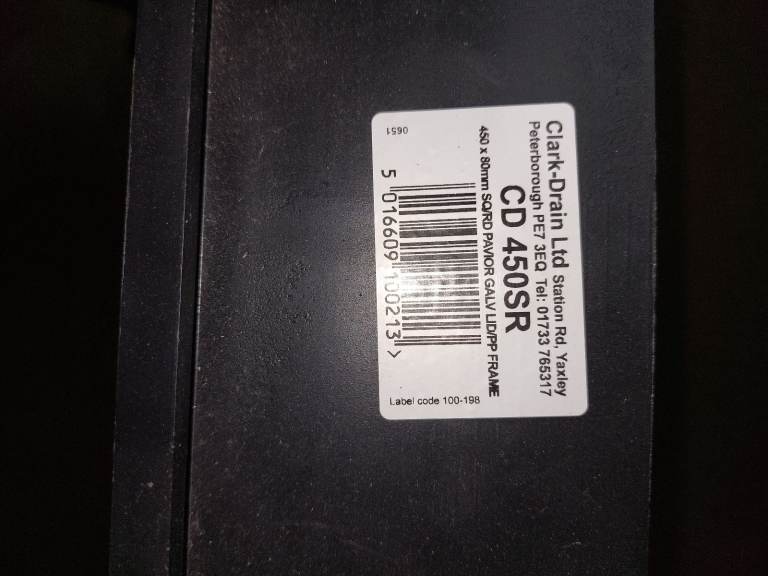 Clark-Drain Ltd Station Rd, Yaxley
Peterborough PE7 3EQ Tel: 01733 765317
CD 450SR
450 x 80mm SQ/RD PAVIOR GALV LID/PP FRAME
5 016609 100213 >
0651
Label code 100-198